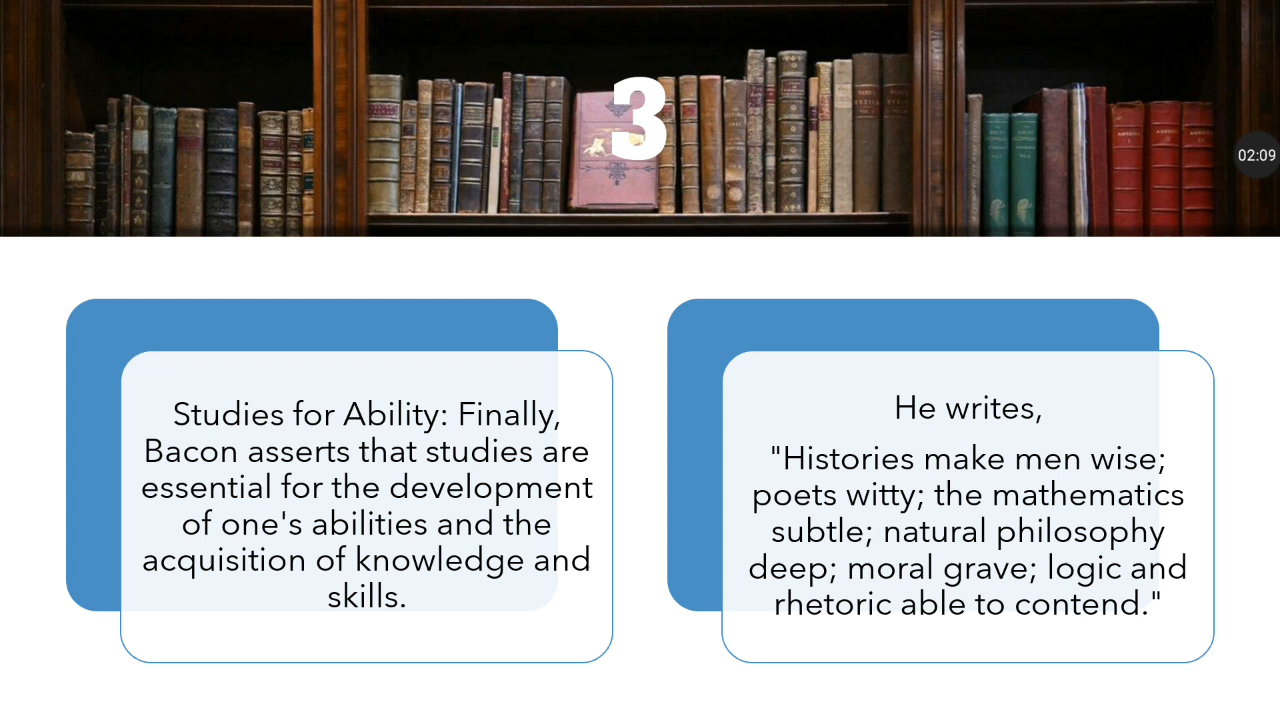 3
02:09
Studies for Ability: Finally,
Bacon asserts that studies are
essential for the development
of one's abilities and the
acquisition of knowledge and
skills.
He writes,
"Histories make men wise;
poets witty; the mathematics
subtle; natural philosophy
deep; moral grave; logic and
rhetoric able to contend."